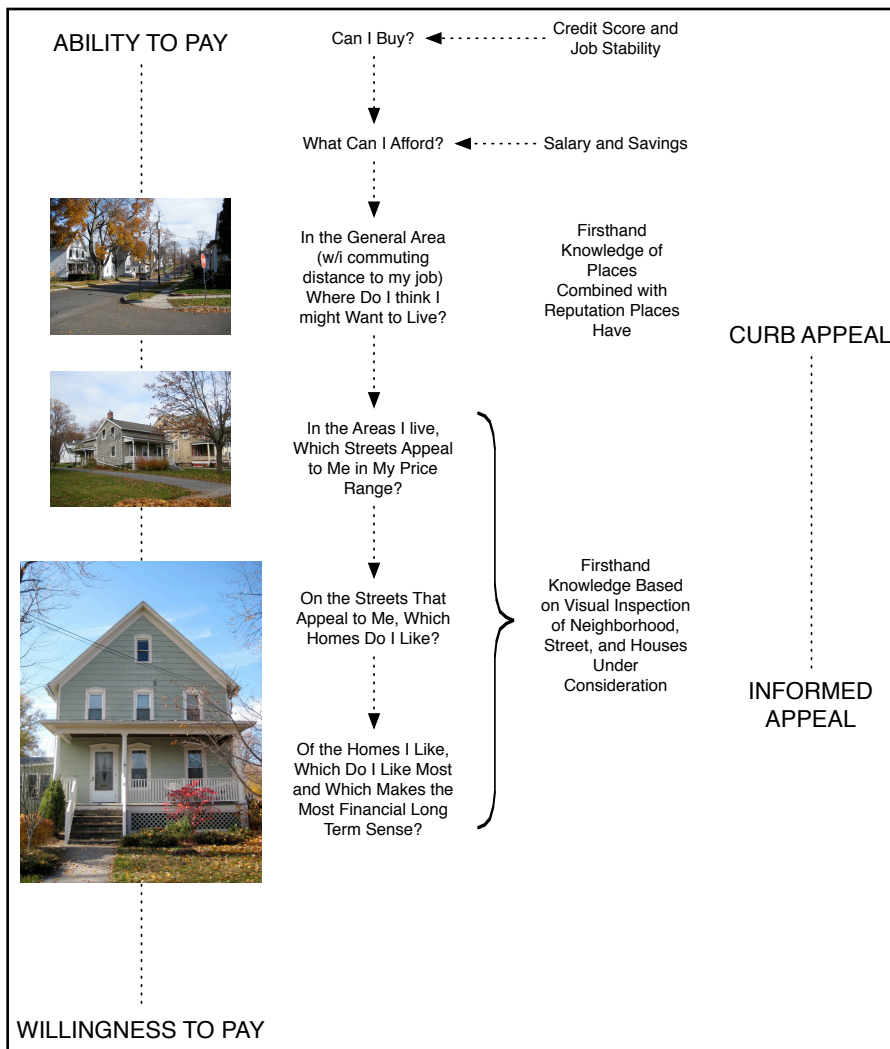 ABILITY TO PAY
Can I Buy?
Credit Score and
Job Stability
What Can I Afford?
Salary and Savings
In the General Area
(w/i commuting
distance to my job)
Where Do I think I
might Want to Live?
Firsthand
Knowledge of
Places
Combined with
Reputation Places
Have
CURB APPEAL
In the Areas I live,
Which Streets Appeal
to Me in My Price
Range?
On the Streets That
Appeal to Me, Which
Homes Do I Like?
Firsthand
Knowledge Based
on Visual Inspection
of Neighborhood,
Street, and Houses
Under
Consideration
INFORMED
APPEAL
Of the Homes I Like,
Which Do I Like Most
and Which Makes the
Most Financial Long
Term Sense?
WILLINGNESS TO PAY